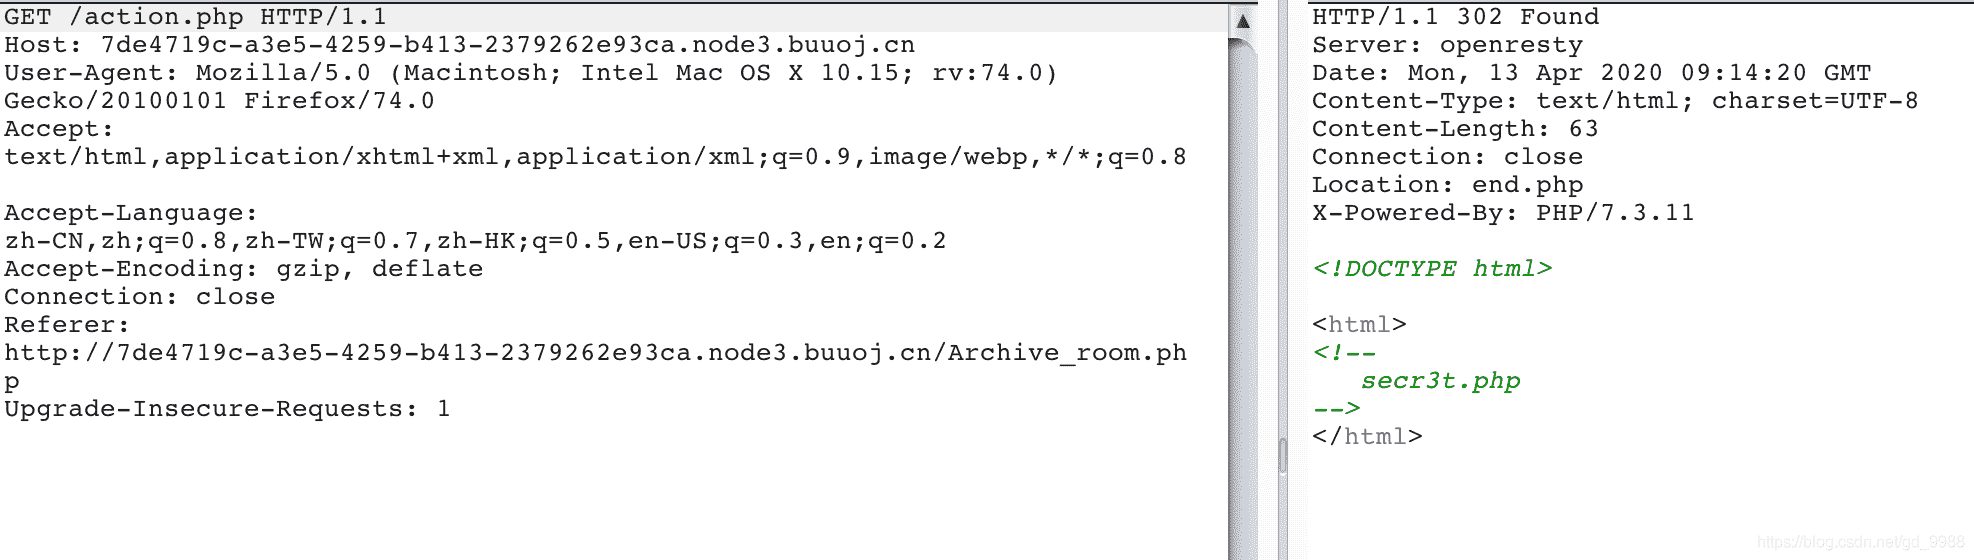 GET /action.php HTTP/1.1
Host: 7de4719c-a3e5-4259-b413-2379262e93ca.node3.buuoj.cn
User-Agent: Mozilla/5.0 (Macintosh; Intel Mac OS X 10.15; rv:74.0)
Gecko/20100101 Firefox/74.0
Accept:
text/html,application/xhtml+xml,application/xml;q=0.9,image/webp,*/*;q=0.8
Accept-Language:
zh-CN,zh;q=0.8,zh-TW;q=0.7,zh-HK;q=0.5,en-US;q=0.3,en;q=0.2
Accept-Encoding: gzip, deflate
Connection: close
Referer:
http://7de4719c-a3e5-4259-b413-2379262e93ca.node3.buuoj.cn/Archive_room.ph
p
Upgrade-Insecure-Requests: 1
HTTP/1.1 302 Found
Server: openresty
Date: Mon, 13 Apr 2020 09:14:20 GMT
Content-Type: text/html; charset=UTF-8
Content-Length: 63
Connection: close
Location: end.php
X-Powered-By: PHP/7.3.11
<!DOCTYPE html>
<html>
<!--
secr3t.php
-->
</html>
https://blog.csdn.net/gd_9988